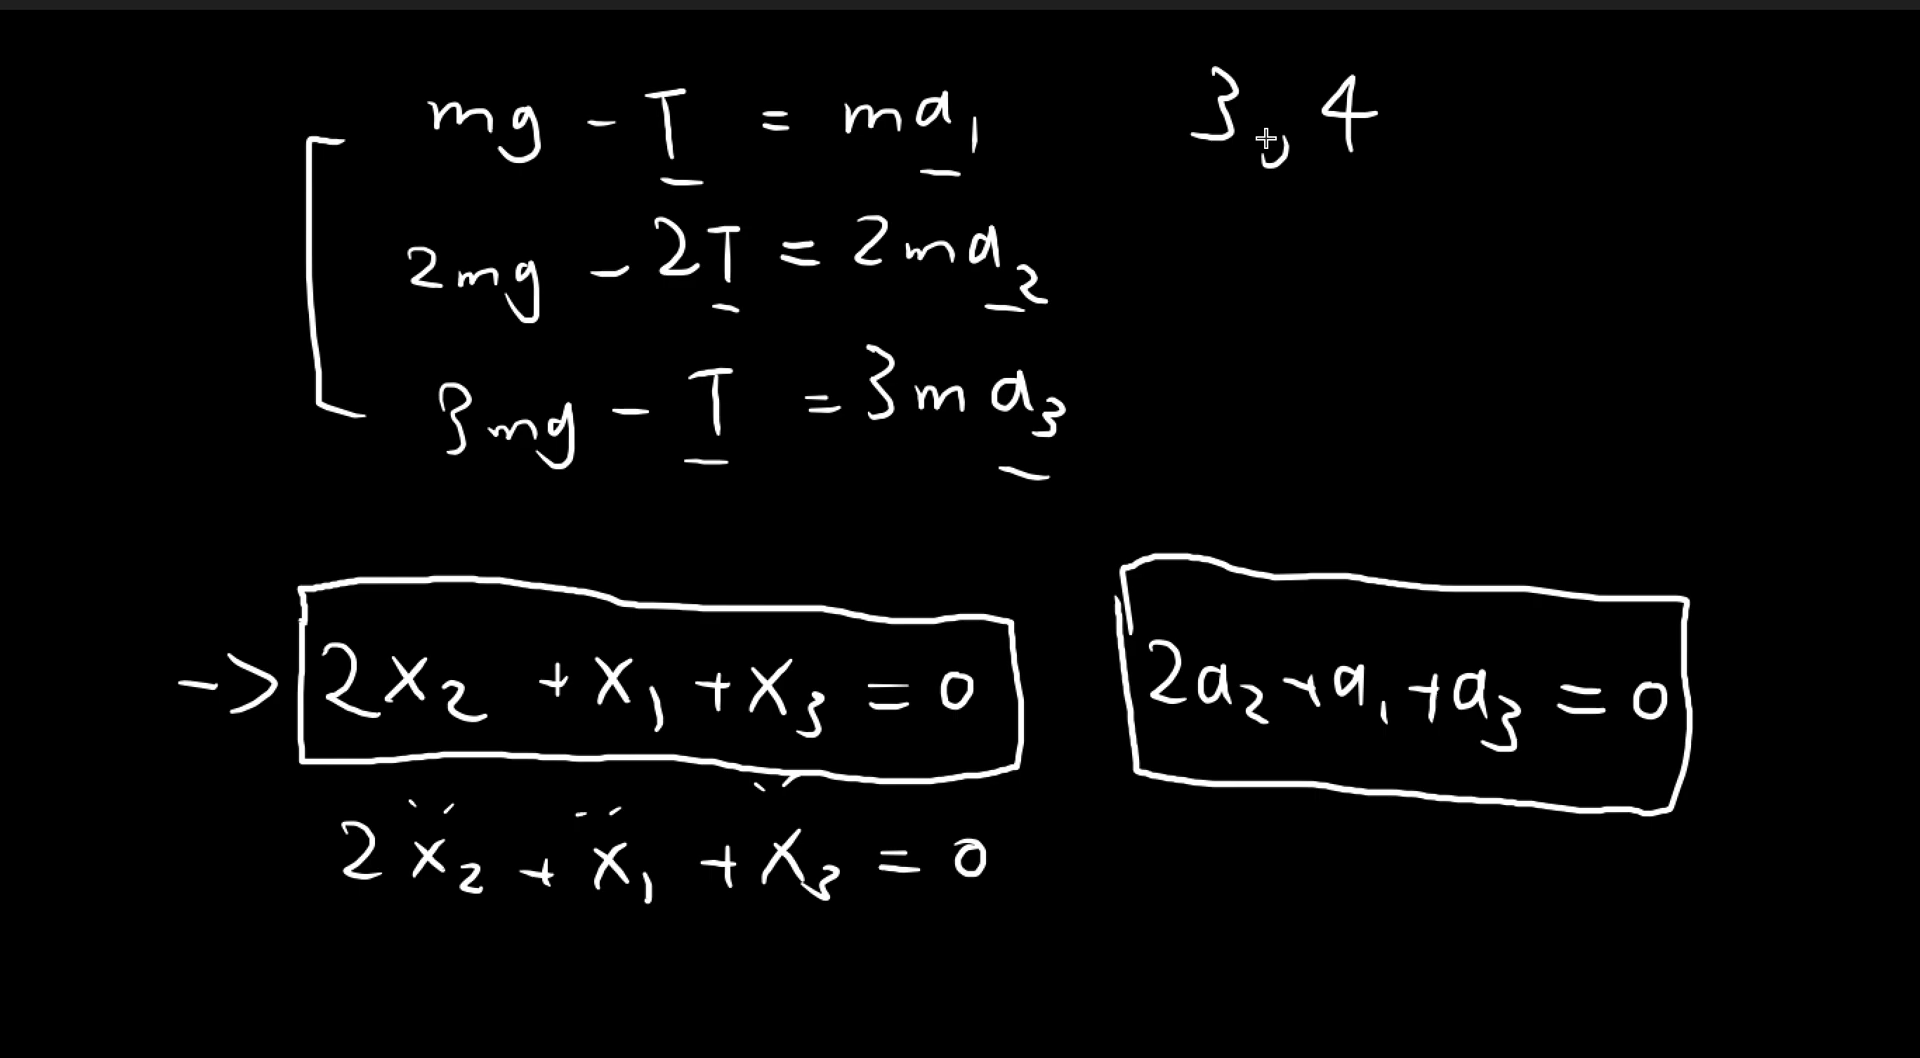 mg - T = ma₁ 3, 4
2mg - 2T = 2ma₂
3mg - T = 3ma₃
-> 2x₂ + x₁ + x₃ = 0 2a₂ + a₁ + a₃ = 0
2ẍ₂ + ẍ₁ + ẍ₃ = 0